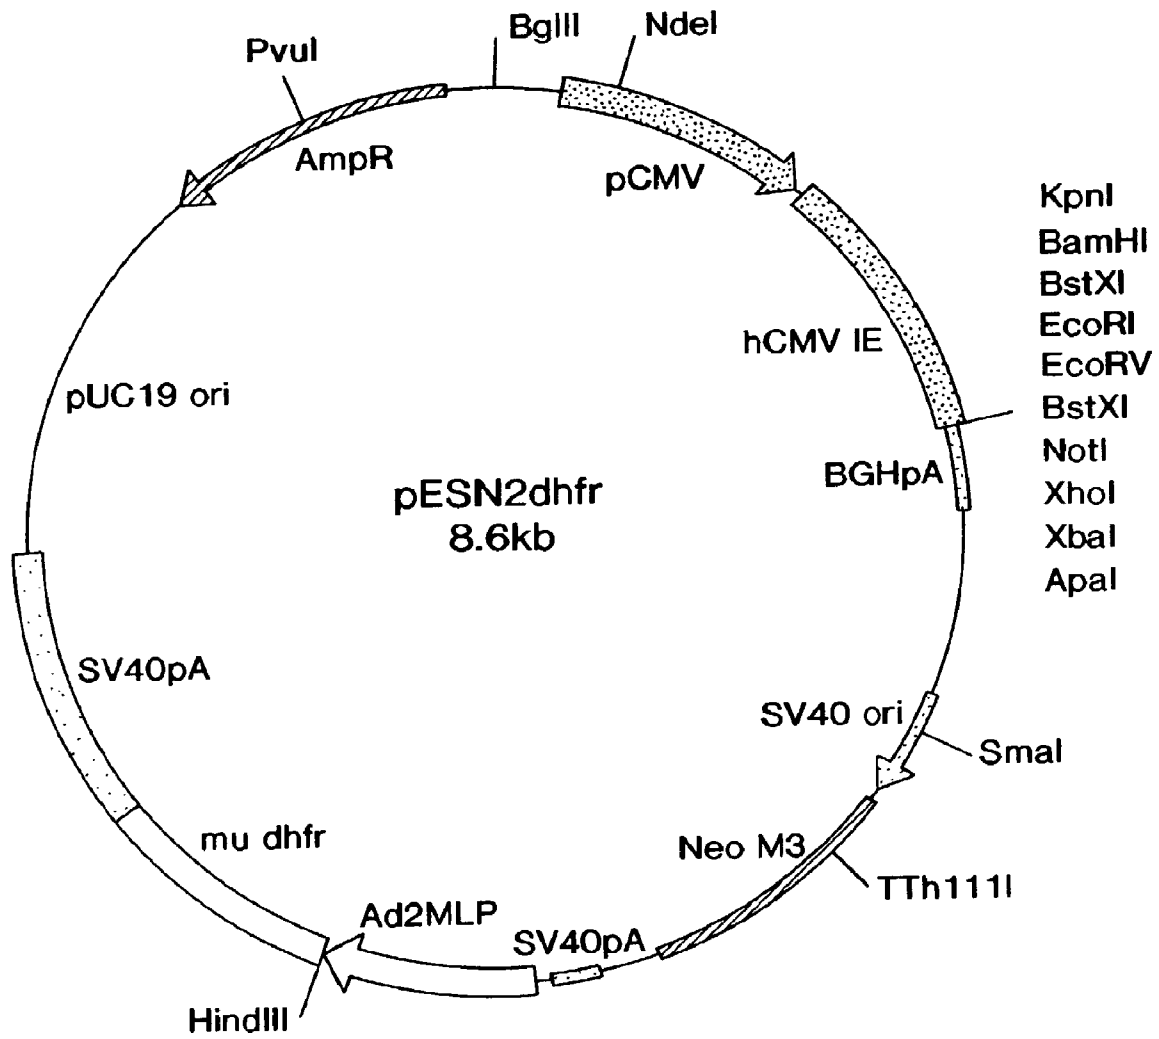 BglII
NdeI
PvuI
AmpR
pCMV
KpnI
BamHI
BstXI
EcoRI
EcoRV
BstXI
NotI
XhoI
XbaI
ApaI
hCMV IE
pUC19 ori
BGHpA
pESN2dhfr
8.6kb
SV40pA
SV40 ori
SmaI
mu dhfr
Neo M3
TTh111I
Ad2MLP
SV40pA
HindIII